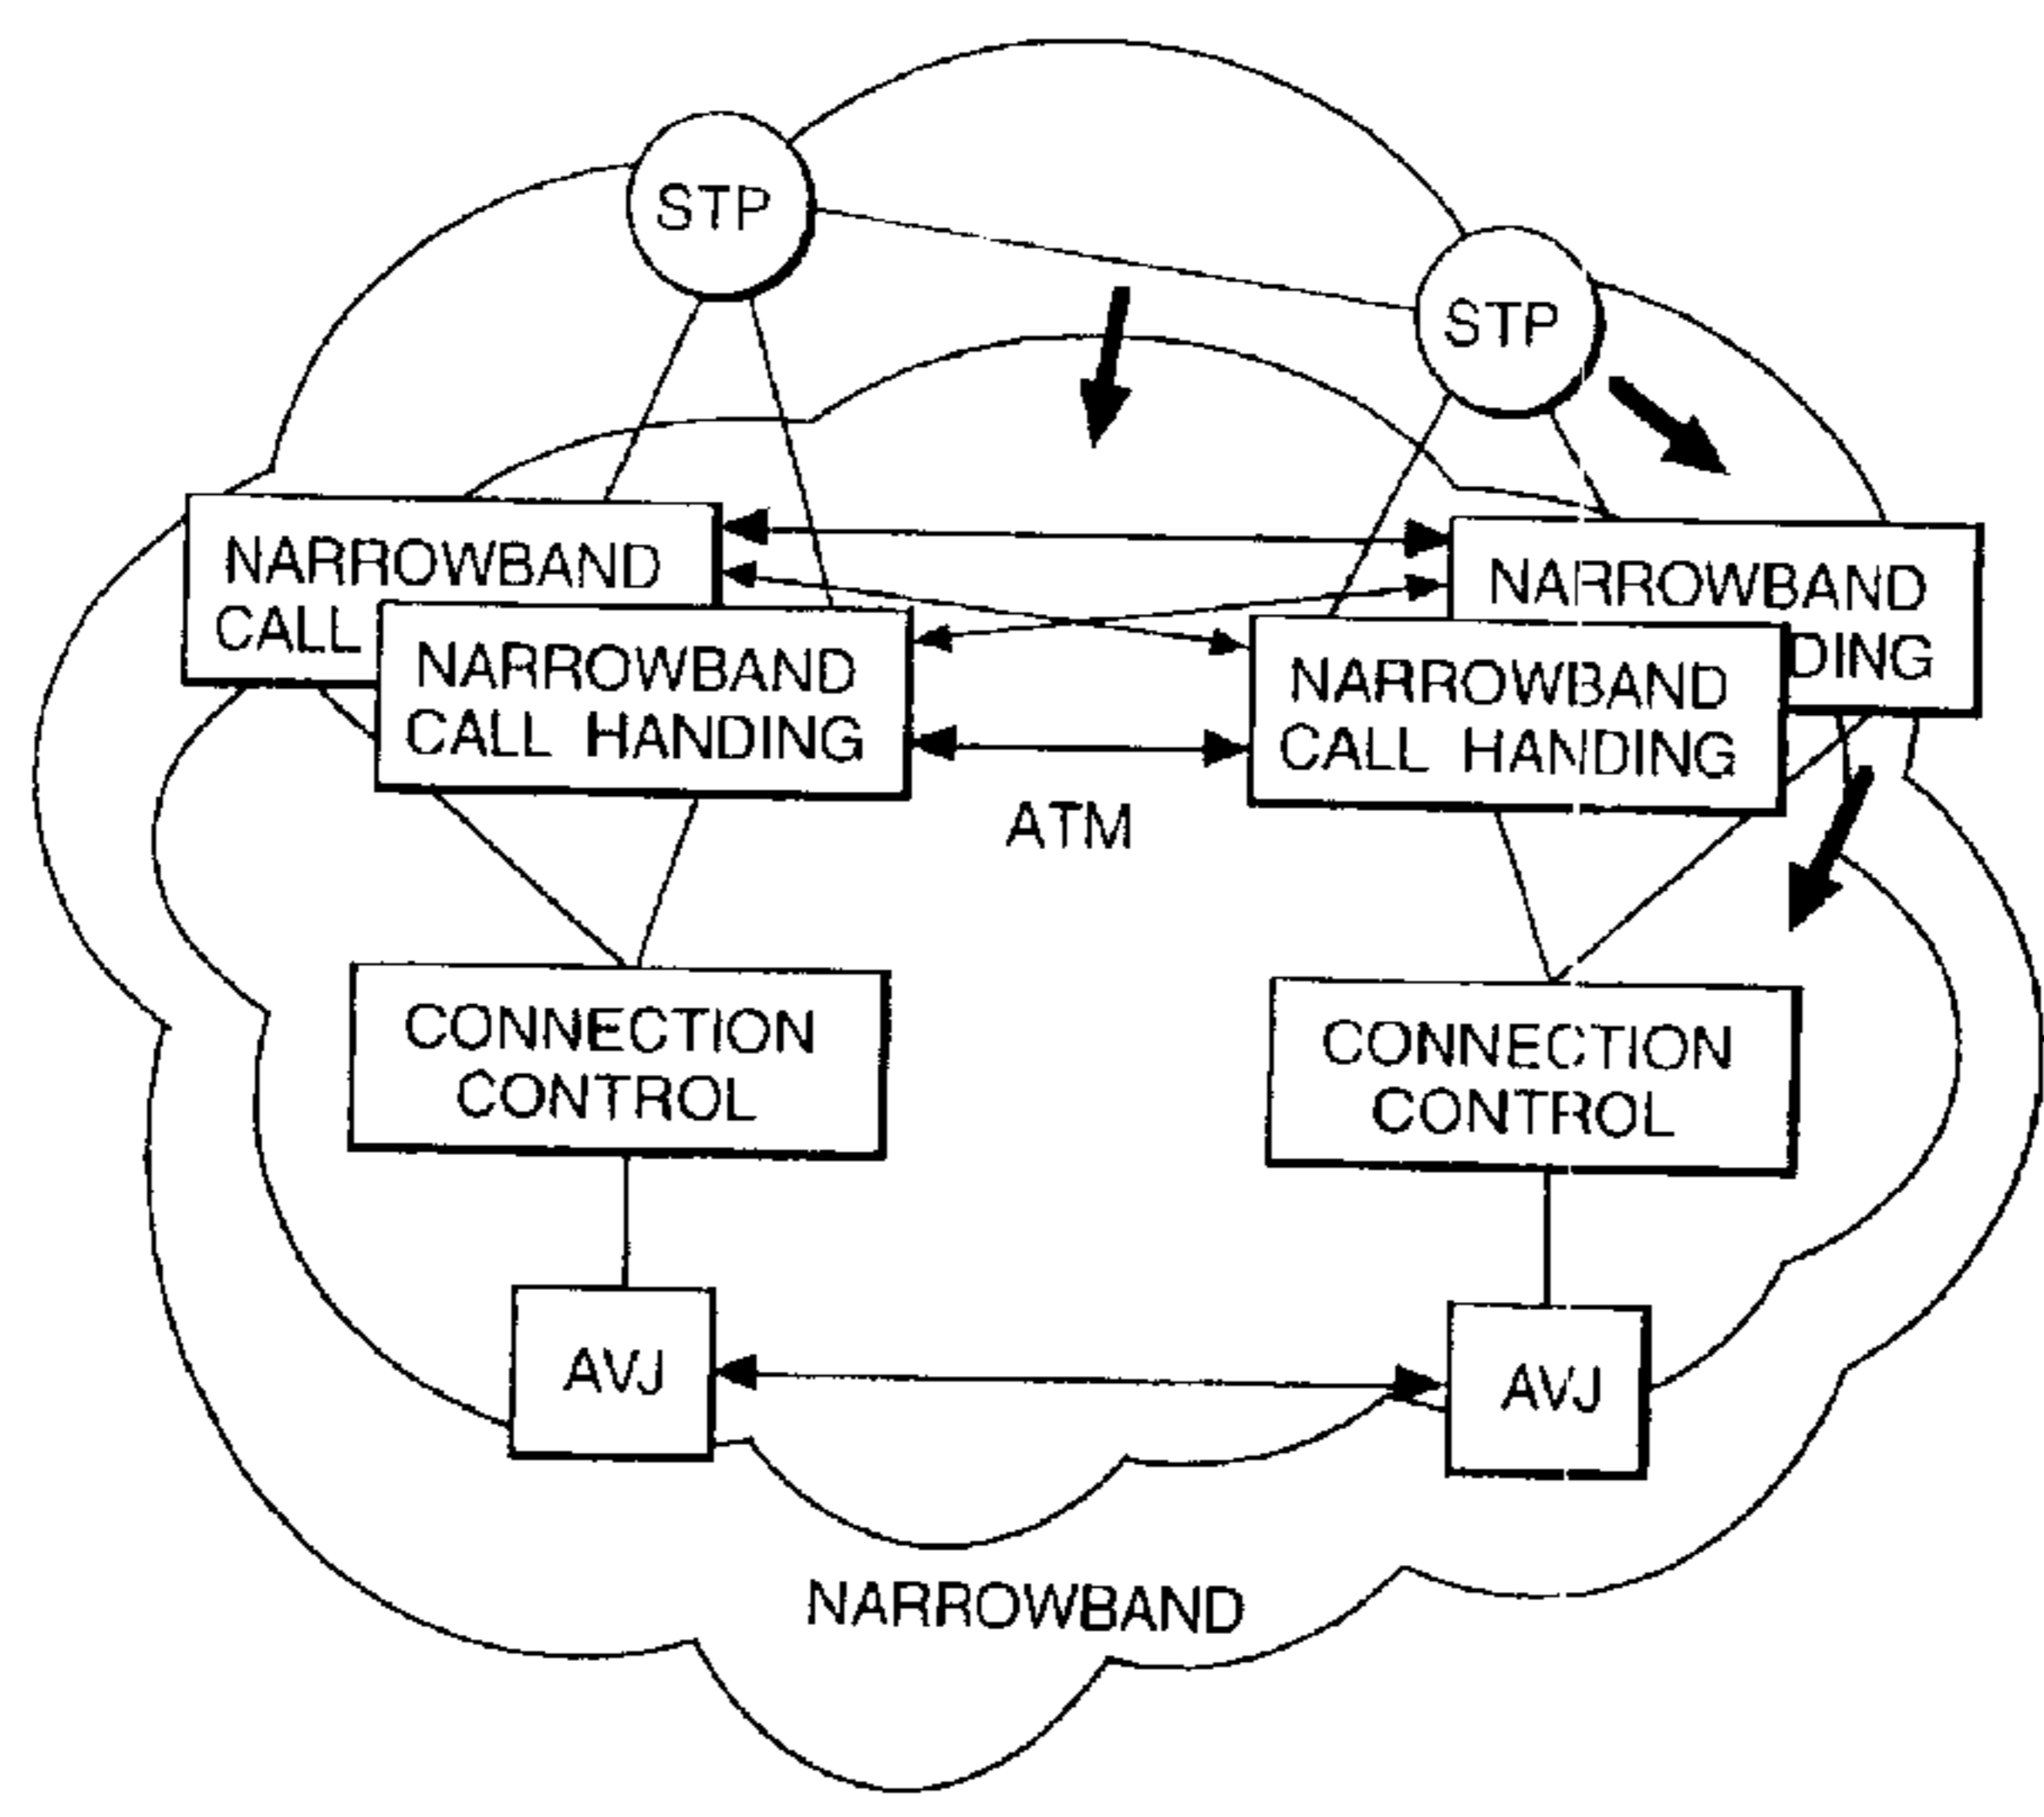 STP
STP
NARROWBAND
CALL
NARROWBAND
DING
NARROWBAND
CALL HANDING
NARROWBAND
CALL HANDING
ATM
CONNECTION
CONTROL
CONNECTION
CONTROL
AVJ
AVJ
NARROWBAND